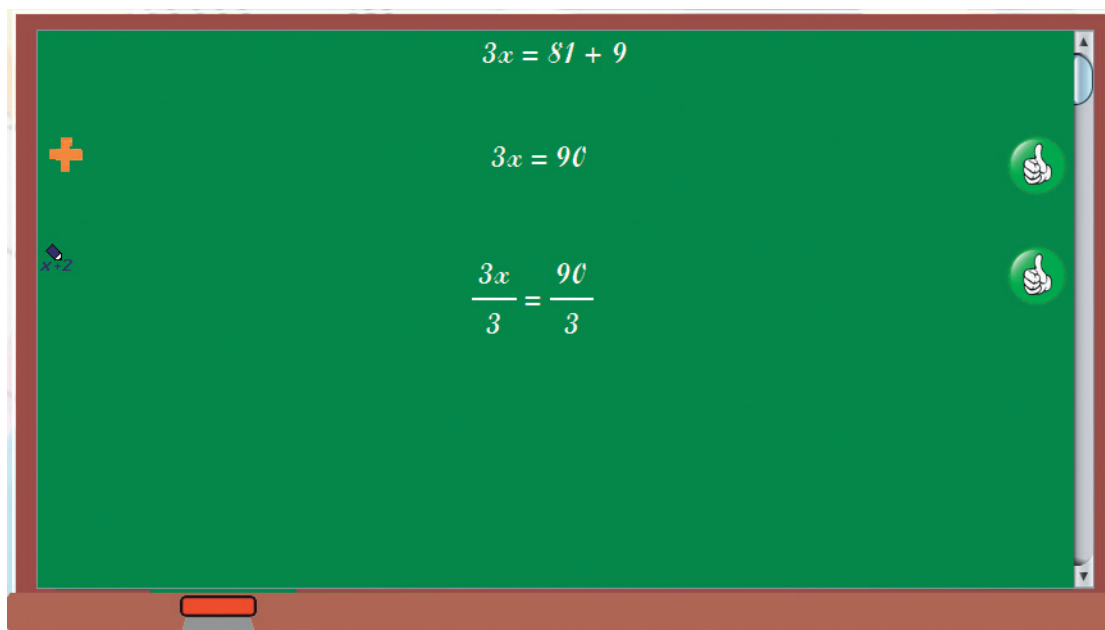 3x = 81 + 9
3x = 90
x+2
3x/3 = 90/3